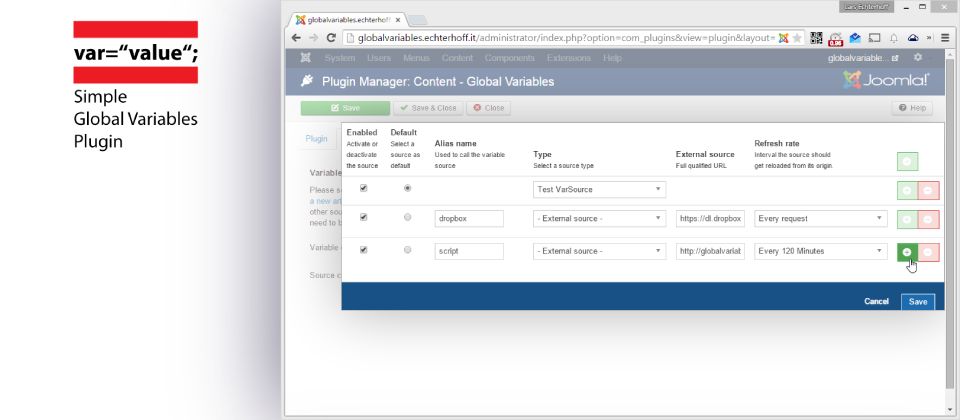 var=“value“;
Simple
Global Variables
Plugin
Lars Echterhoff
globalvariables.echterhoff
globalvariables.echterhoff.it/administrator/index.php?option=com_plugins&view=plugin&layout=
System Users Menus Content Components Extensions Help
globalvariable...
Plugin Manager: Content - Global Variables
Joomla!
Save
Save & Close
Close
Help
Plugin
Variable
Please
a new art
other sou
need to b
Variable
Source c
Enabled
Activate or
deactivate
the source
Default
Select a
source as
default
Alias name
Used to call the variable
source
Type
Select a source type
External source
Full qualified URL
Refresh rate
Interval the source should
get reloaded from its origin.
Test VarSource
dropbox
- External source -
https://dl.dropbox
Every request
script
- External source -
http://globalvariab
Every 120 Minutes
Cancel
Save